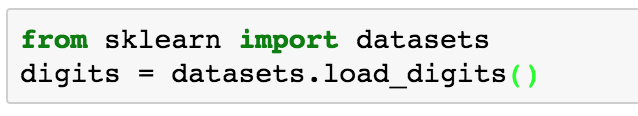 from sklearn import datasets
digits = datasets.load_digits()